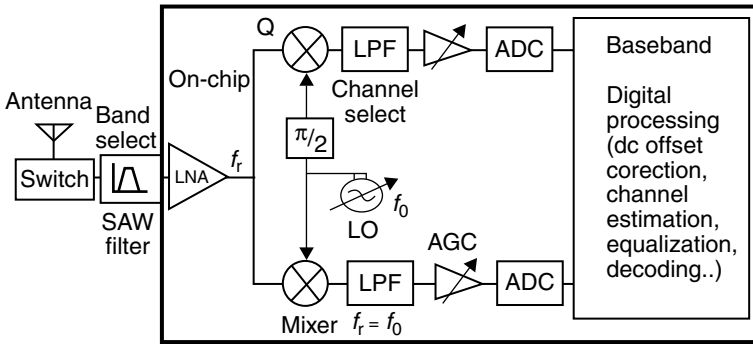 Antenna
Switch
Band
select
SAW
filter
On-chip
LNA
fr
Q
LPF
Channel
select
ADC
π/2
f0
LO
Mixer
LPF
fr = f0
AGC
ADC
Baseband
Digital
processing
(dc offset
corection,
channel
estimation,
equalization,
decoding..)